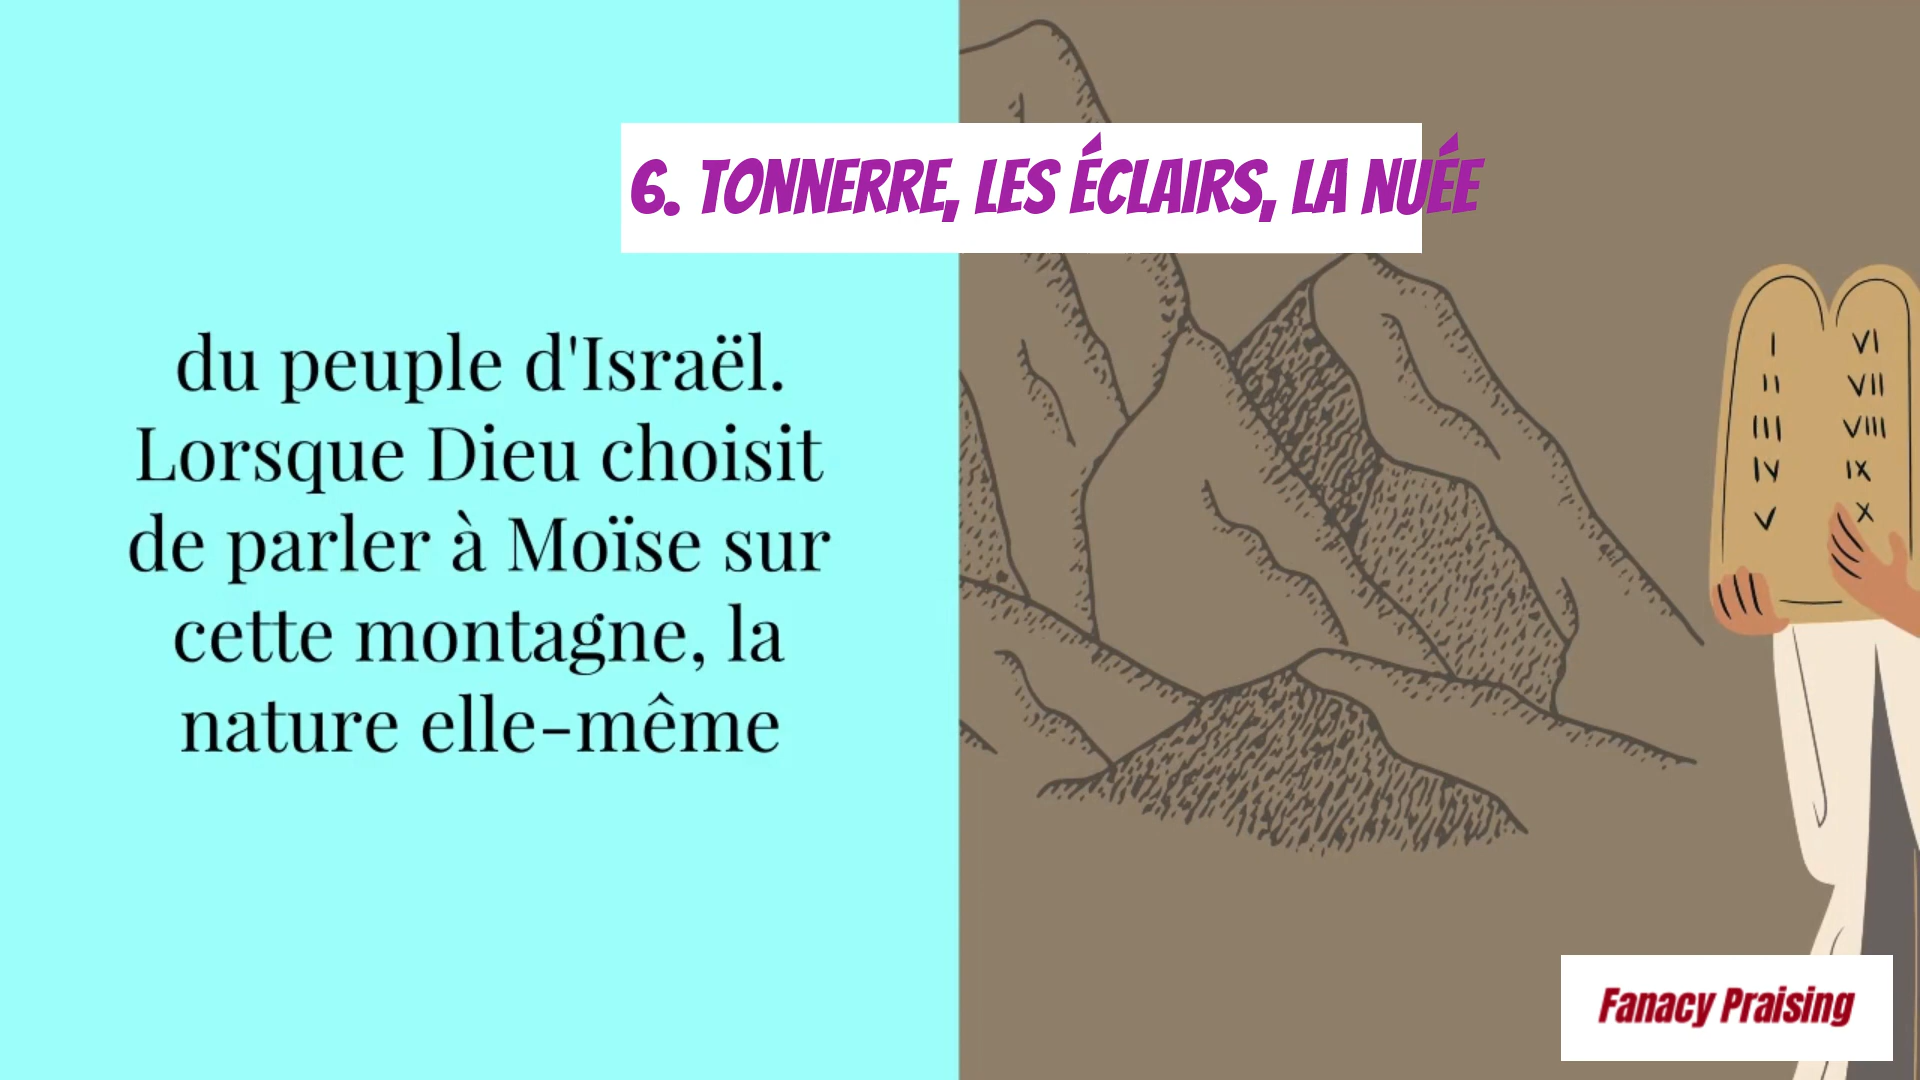 6. TONNERRE, LES ÉCLAIRS, LA NUÉE
du peuple d'Israël.
Lorsque Dieu choisit
de parler à Moïse sur
cette montagne, la
nature elle-même
I VI
II VII
III VIII
IV IX
V X
Fanacy Praising